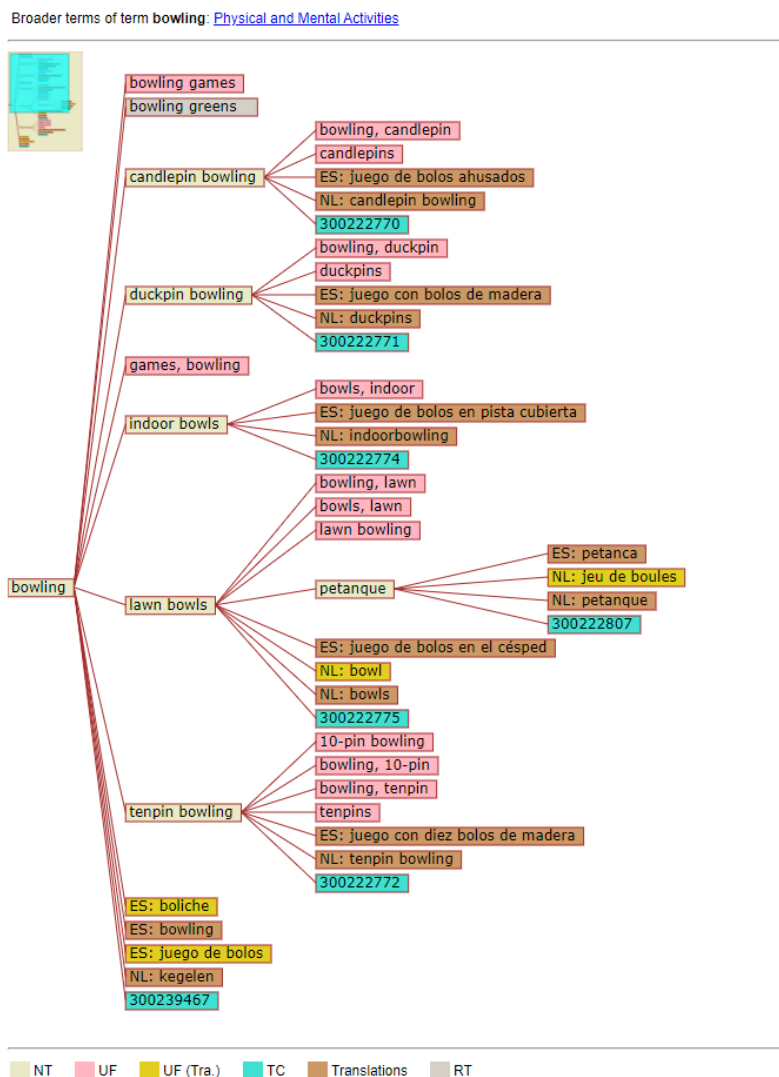 Broader terms of term bowling: Physical and Mental Activities
bowling games
bowling greens
bowling, candlepin
candlepins
candlepin bowling
ES: juego de bolos ahusados
NL: candlepin bowling
300222770
bowling, duckpin
duckpins
duckpin bowling
ES: juego con bolos de madera
NL: duckpins
300222771
games, bowling
bowls, indoor
ES: juego de bolos en pista cubierta
indoor bowls
NL: indoorbowling
300222774
bowling, lawn
bowls, lawn
lawn bowling
ES: petanca
NL: jeu de boules
bowling
petanque
NL: petanque
lawn bowls
300222807
ES: juego de bolos en el césped
NL: bowl
NL: bowls
300222775
10-pin bowling
bowling, 10-pin
bowling, tenpin
tenpin bowling
tenpins
ES: juego con diez bolos de madera
NL: tenpin bowling
300222772
ES: boliche
ES: bowling
ES: juego de bolos
NL: kegelen
300239467
NT UF UF (Tra.) TC Translations RT